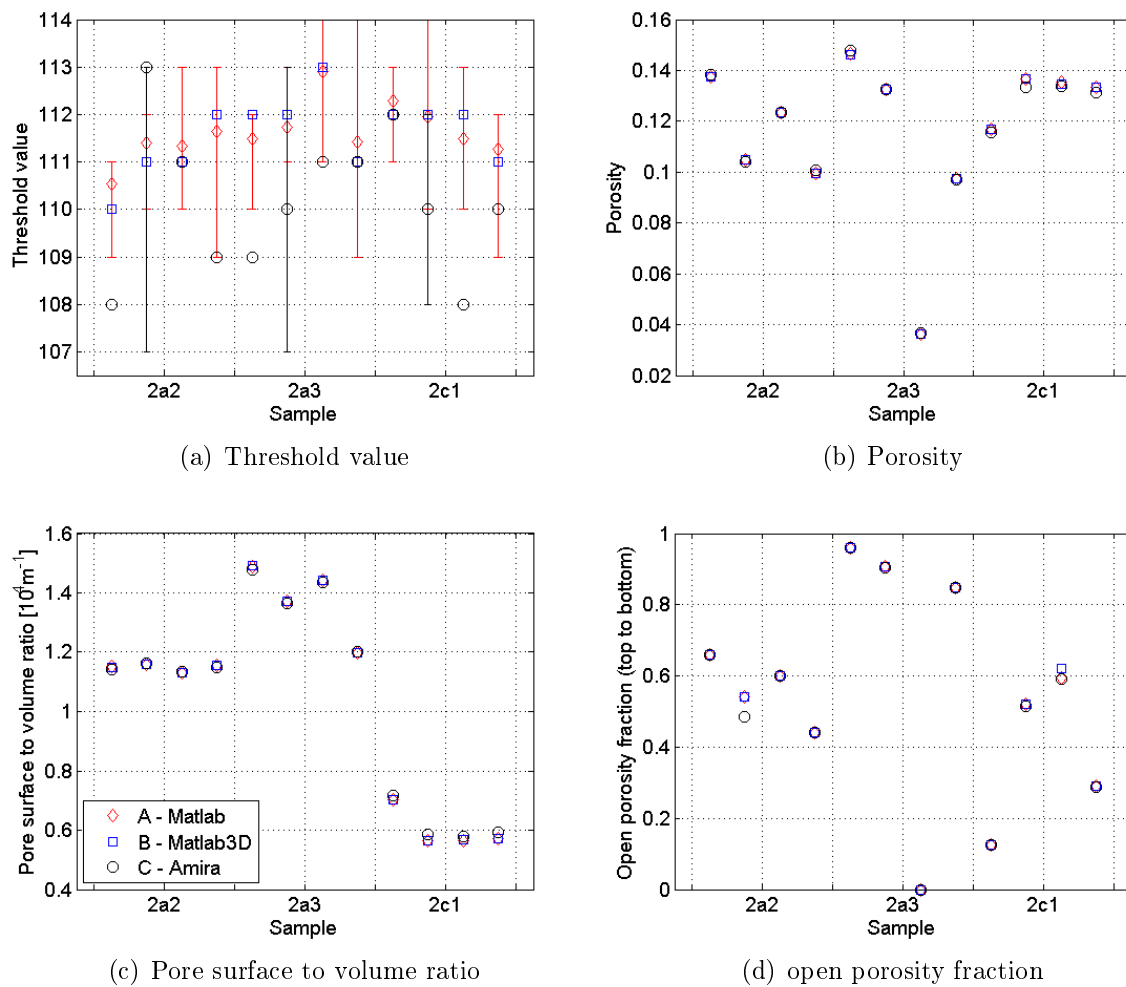 114
113
112
111
110
109
108
107
Threshold value
2a2 2a3 2c1
Sample
(a) Threshold value
0.16
0.14
0.12
0.1
0.08
0.06
0.04
0.02
Porosity
2a2 2a3 2c1
Sample
(b) Porosity
1.6
1.4
1.2
1
0.8
0.6
0.4
Pore surface to volume ratio [10⁴m⁻¹]
A - Matlab
B - Matlab3D
C - Amira
2a2 2a3 2c1
Sample
(c) Pore surface to volume ratio
1
0.8
0.6
0.4
0.2
0
Open porosity fraction (top to bottom)
2a2 2a3 2c1
Sample
(d) open porosity fraction